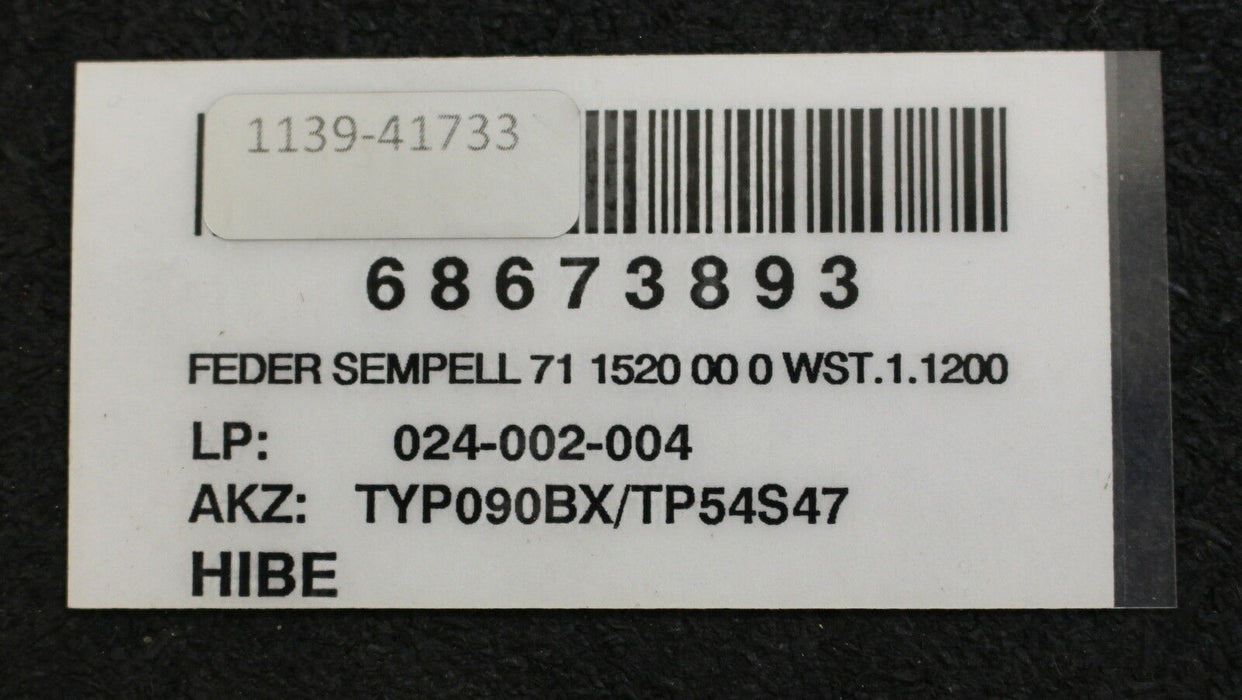 1139-41733
68673893
FEDER SEMPELL 71 1520 00 0 WST.1.1200
LP: 024-002-004
AKZ: TYP090BX/TP54S47
HIBE